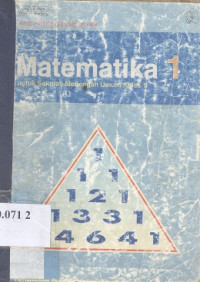 Matematika 1
untuk Sekolah Menengah Umum Kelas 1
1
1 1
1 2 1
1 3 3 1
1 4 6 4 1
0.071 2